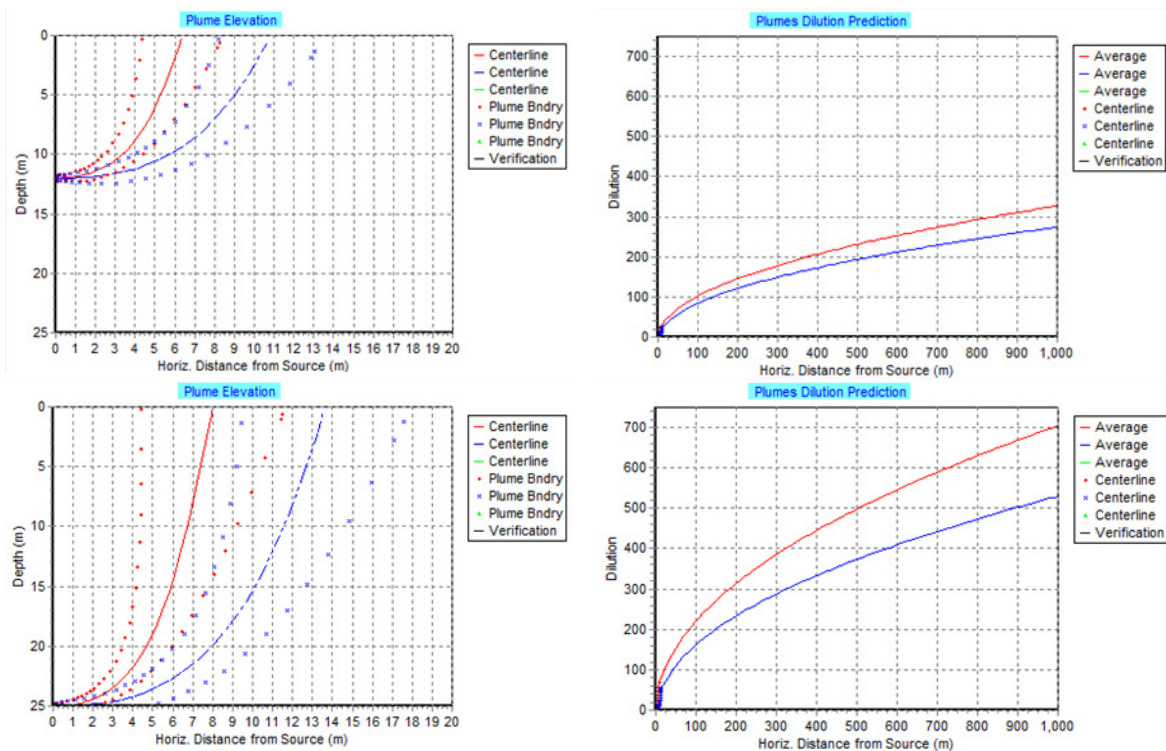 Plume Elevation
0
5
10
15
20
25
Depth (m)
0 1 2 3 4 5 6 7 8 9 10 11 12 13 14 15 16 17 18 19 20
Horiz. Distance from Source (m)
Centerline
Centerline
Centerline
Plume Bndry
Plume Bndry
Plume Bndry
Verification
Plumes Dilution Prediction
700
600
500
400
300
200
100
0
Dilution
0 100 200 300 400 500 600 700 800 900 1,000
Horiz. Distance from Source (m)
Average
Average
Average
Centerline
Centerline
Centerline
Verification
Plume Elevation
0
5
10
15
20
25
Depth (m)
0 1 2 3 4 5 6 7 8 9 10 11 12 13 14 15 16 17 18 19 20
Horiz. Distance from Source (m)
Centerline
Centerline
Centerline
Plume Bndry
Plume Bndry
Plume Bndry
Verification
Plumes Dilution Prediction
700
600
500
400
300
200
100
0
Dilution
0 100 200 300 400 500 600 700 800 900 1,000
Horiz. Distance from Source (m)
Average
Average
Average
Centerline
Centerline
Centerline
Verification